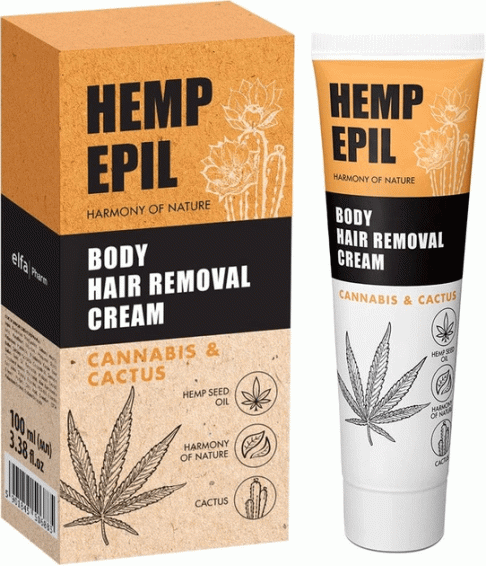 HEMP
EPIL
HARMONY OF NATURE
BODY
HAIR REMOVAL
CREAM
CANNABIS &
CACTUS
HEMP SEED
OIL
HARMONY
OF NATURE
CACTUS
elfa Pharm
100 ml (мл)
3.38 fl.oz
HEMP
EPIL
HARMONY OF NATURE
BODY
HAIR REMOVAL
CREAM
CANNABIS & CACTUS
HEMP SEED
OIL
HARMONY
OF NATURE
CACTUS